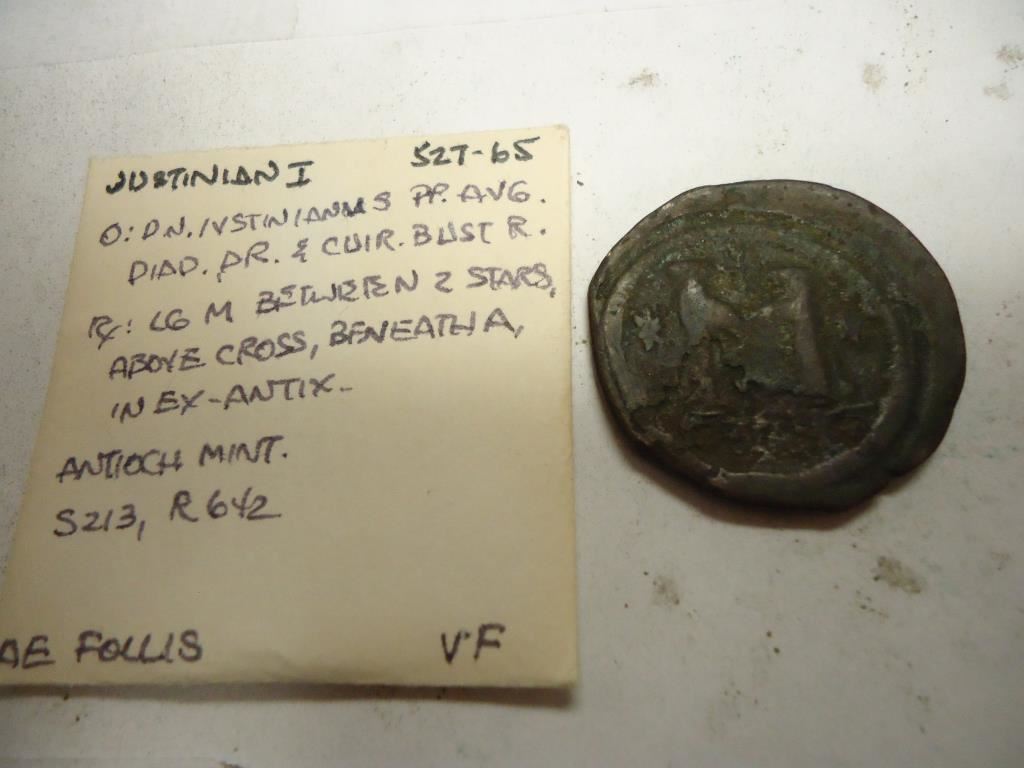 JUSTINIAN I 527-65
O: D.N. IVSTINIANUS PP. AVG.
DIAD. DR. & CUIR. BUST R.
R: LG M BETWEEN 2 STARS,
ABOVE CROSS, BENEATH A,
IN EX-ANTIX-
ANTIOCH MINT.
S213, R642
AE FOLLIS VF
M